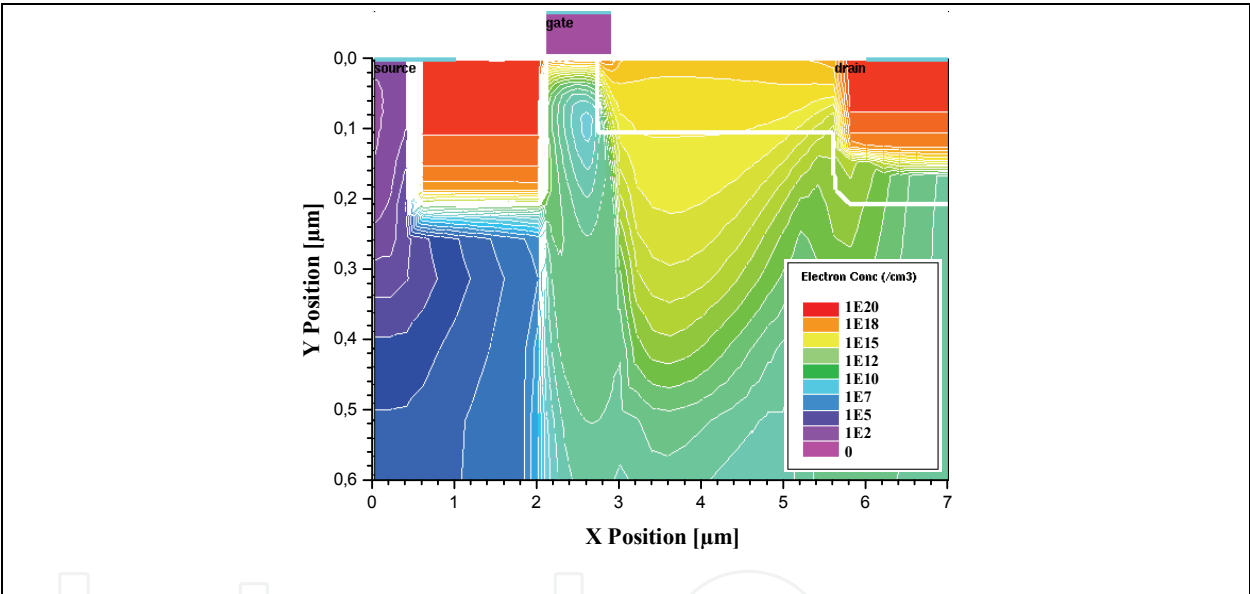 gate
source
drain
0,0
0,1
0,2
0,3
0,4
0,5
0,6
Y Position [µm]
0 1 2 3 4 5 6 7
X Position [µm]
Electron Conc (/cm3)
1E20
1E18
1E15
1E12
1E10
1E7
1E5
1E2
0